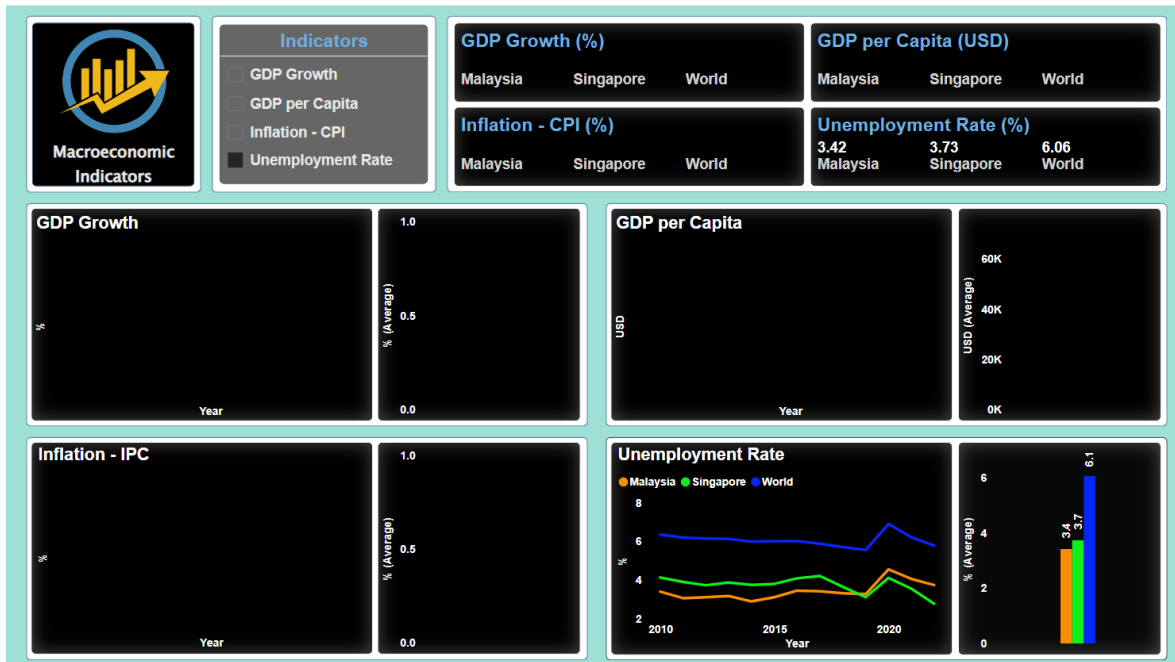 Macroeconomic
Indicators
Indicators
GDP Growth
GDP per Capita
Inflation - CPI
Unemployment Rate
GDP Growth (%)
Malaysia Singapore World
GDP per Capita (USD)
Malaysia Singapore World
Inflation - CPI (%)
Malaysia Singapore World
Unemployment Rate (%)
3.42 3.73 6.06
Malaysia Singapore World
GDP Growth
%
Year
1.0
0.5
0.0
% (Average)
GDP per Capita
USD
Year
60K
40K
20K
0K
USD (Average)
Inflation - IPC
%
Year
1.0
0.5
0.0
% (Average)
Unemployment Rate
Malaysia Singapore World
8
6
4
2
%
2010 2015 2020
Year
6
4
2
0
% (Average)
3.4
3.7
6.1